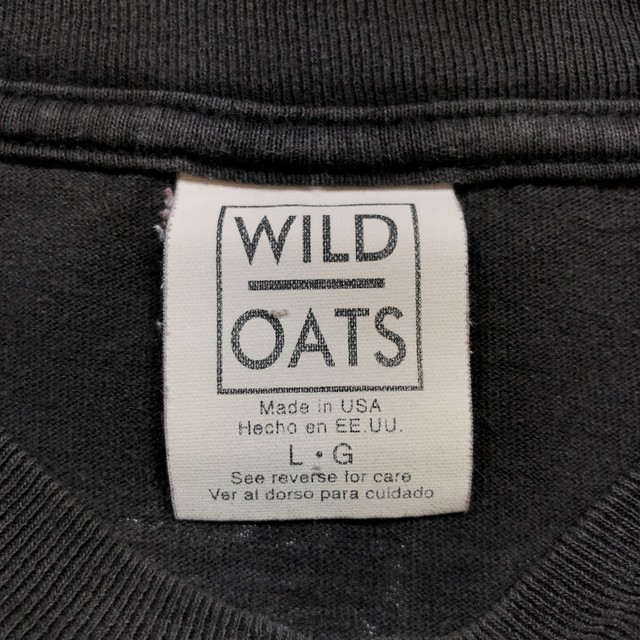 WILD
OATS
Made in USA
Hecho en EE.UU.
L • G
See reverse for care
Ver al dorso para cuidado